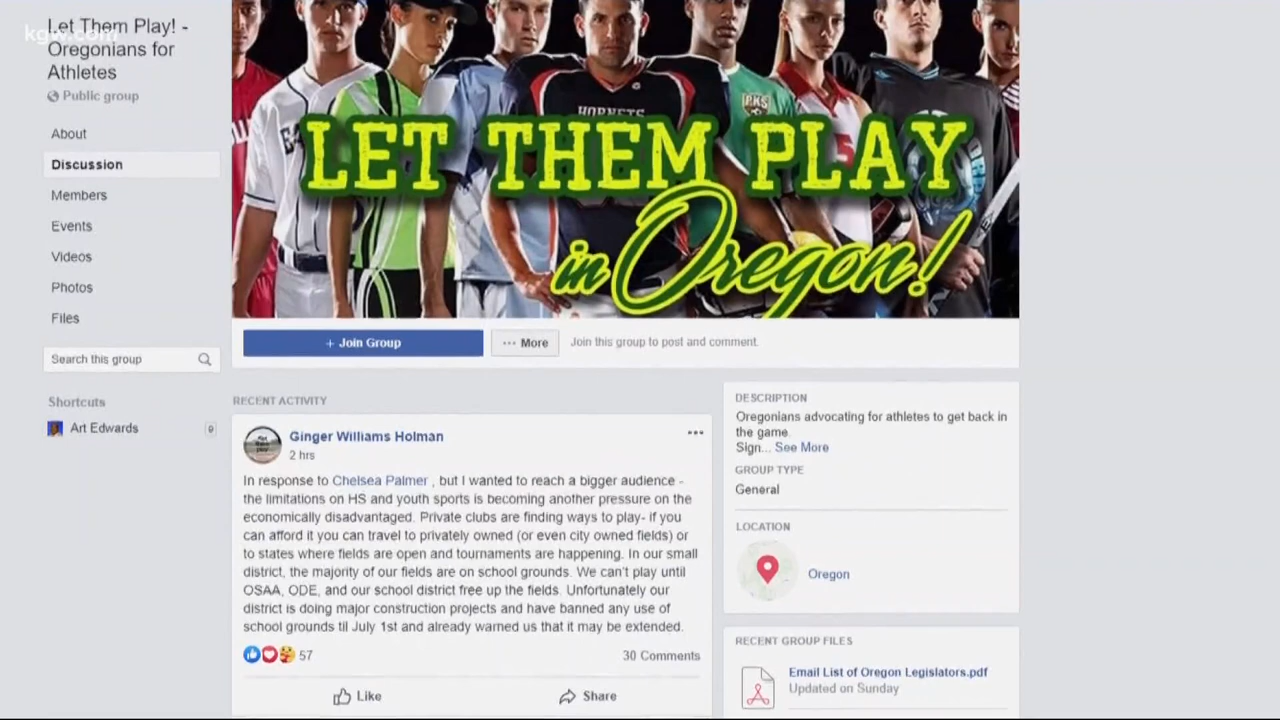 kgw.com
Let Them Play! -
Oregonians for
Athletes
Public group
About
Discussion
Members
Events
Videos
Photos
Files
Search this group
Shortcuts
Art Edwards
9
HORNETS
PKS
5
LET THEM PLAY
in Oregon!
+ Join Group
••• More
Join this group to post and comment.
RECENT ACTIVITY
Ginger Williams Holman
2 hrs
In response to Chelsea Palmer , but I wanted to reach a bigger audience -
the limitations on HS and youth sports is becoming another pressure on the
economically disadvantaged. Private clubs are finding ways to play- if you
can afford it you can travel to privately owned (or even city owned fields) or
to states where fields are open and tournaments are happening. In our small
district, the majority of our fields are on school grounds. We can't play until
OSAA, ODE, and our school district free up the fields. Unfortunately our
district is doing major construction projects and have banned any use of
school grounds til July 1st and already warned us that it may be extended.
57
30 Comments
Like
Share
DESCRIPTION
Oregonians advocating for athletes to get back in
the game.
Sign... See More
GROUP TYPE
General
LOCATION
Oregon
RECENT GROUP FILES
Email List of Oregon Legislators.pdf
Updated on Sunday